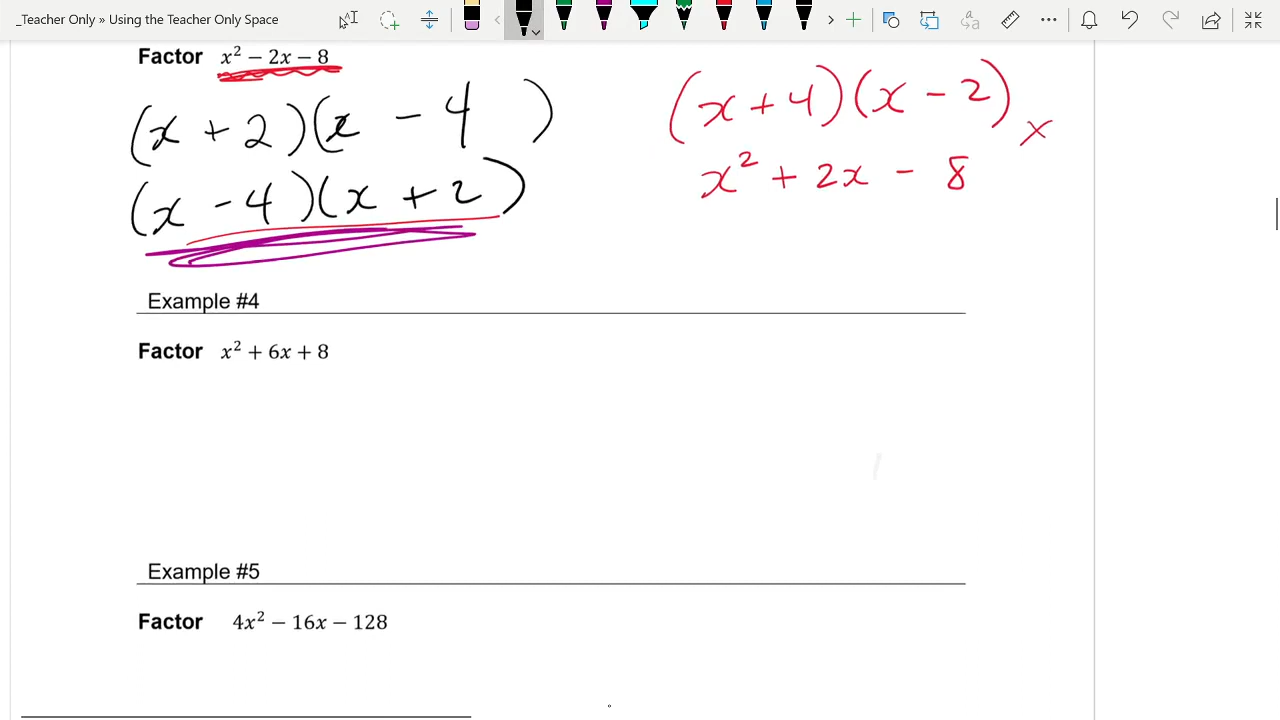 _Teacher Only » Using the Teacher Only Space
Factor x² − 2x − 8
(x + 2)(x − 4)
(x − 4)(x + 2)
(x + 4)(x − 2) ×
x² + 2x − 8
Example #4
Factor x² + 6x + 8
Example #5
Factor 4x² − 16x − 128